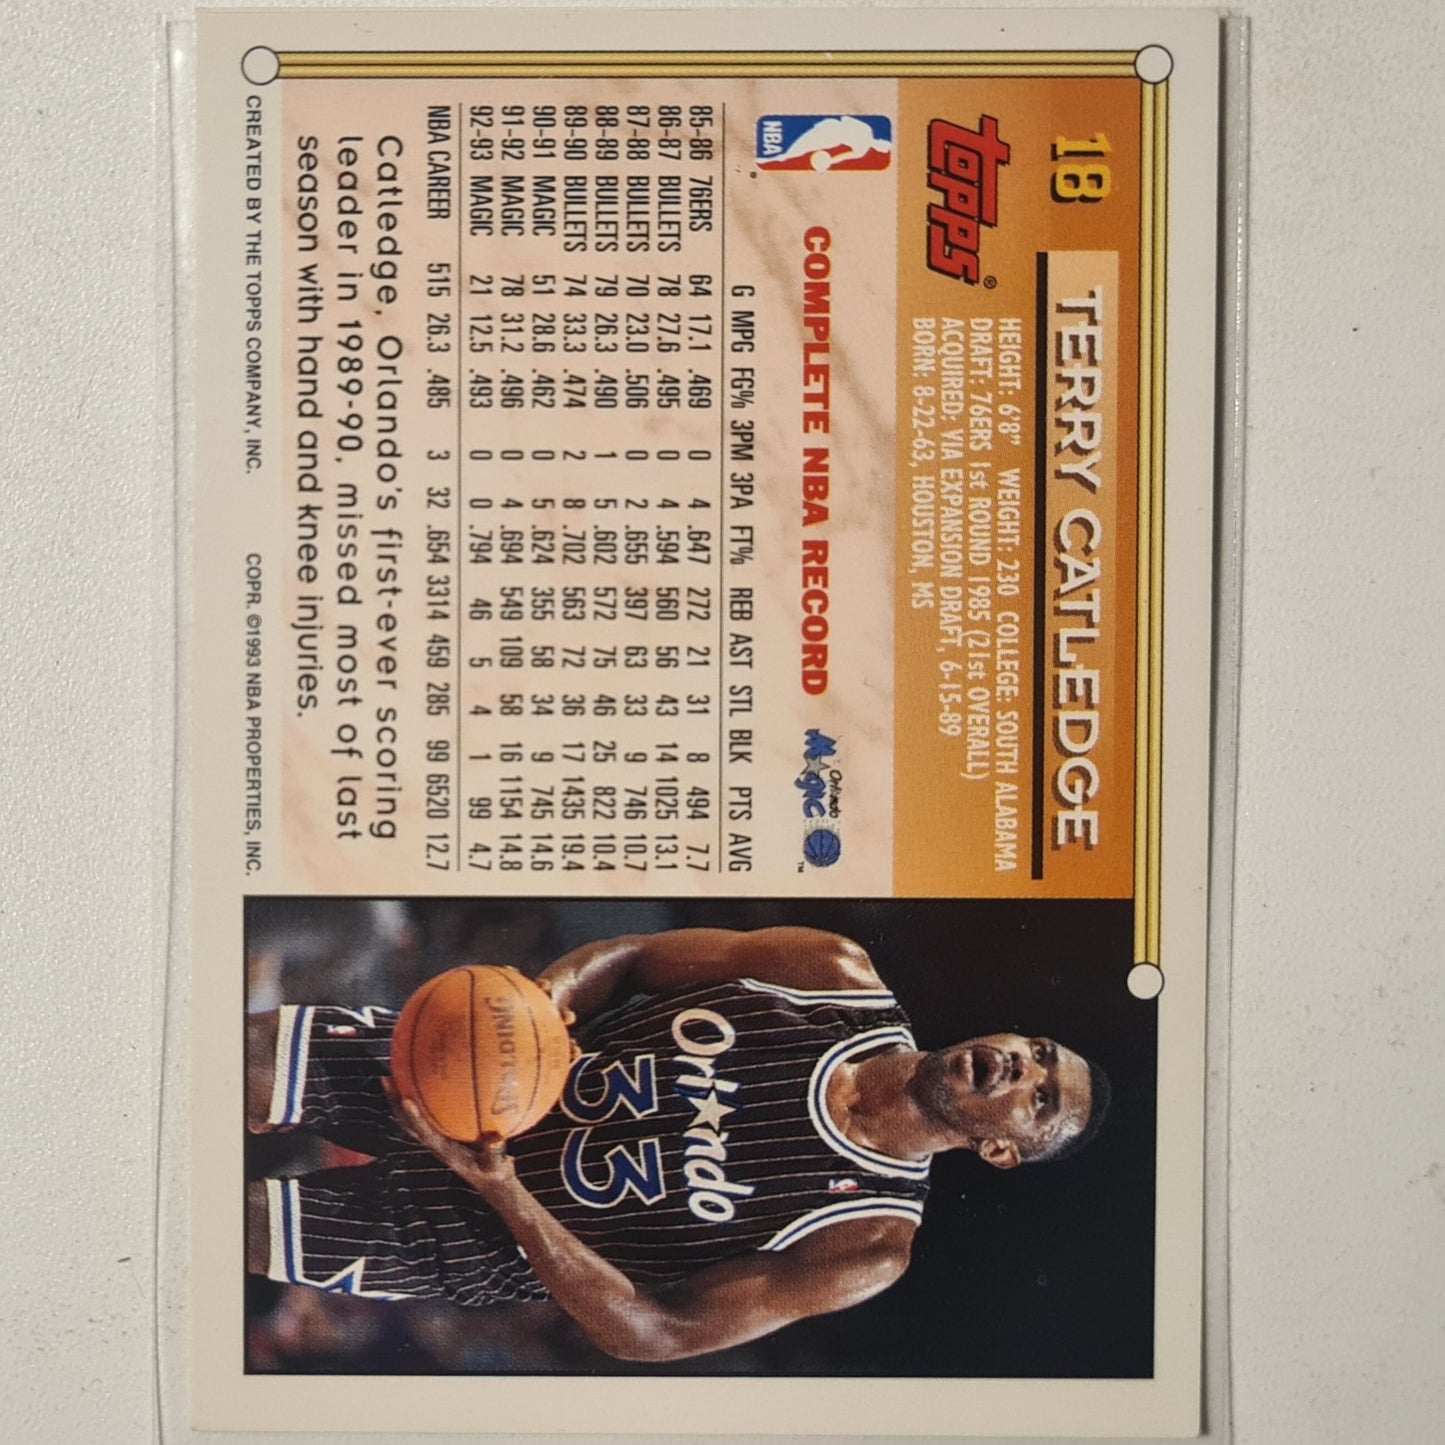 18
TERRY CATLEDGE
topps®
HEIGHT: 6'8" WEIGHT: 230 COLLEGE: SOUTH ALABAMA
DRAFT: 76ERS 1st ROUND 1985 (21st OVERALL)
ACQUIRED: VIA EXPANSION DRAFT, 6-15-89
BORN: 8-22-63, HOUSTON, MS
NBA
COMPLETE NBA RECORD
Orlando
Magic
TM
G MPG FG% 3PM 3PA FT% REB AST STL BLK PTS AVG
85-86 76ERS 64 17.1 .469 0 4 .647 272 21 31 8 494 7.7
86-87 BULLETS 78 27.6 .495 0 4 .594 560 56 43 14 1025 13.1
87-88 BULLETS 70 23.0 .506 0 2 .655 397 63 33 9 746 10.7
88-89 BULLETS 79 26.3 .490 1 5 .602 572 75 46 25 822 10.4
89-90 BULLETS 74 33.3 .474 2 8 .702 563 72 36 17 1435 19.4
90-91 MAGIC 51 28.6 .462 0 5 .624 355 58 34 9 745 14.6
91-92 MAGIC 78 31.2 .496 0 4 .694 549 109 58 16 1154 14.8
92-93 MAGIC 21 12.5 .493 0 0 .794 46 5 4 1 99 4.7
NBA CAREER 515 26.3 .485 3 32 .654 3314 459 285 99 6520 12.7
Catledge, Orlando's first-ever scoring
leader in 1989-90, missed most of last
season with hand and knee injuries.
CREATED BY THE TOPPS COMPANY, INC. COPR. ©1993 NBA PROPERTIES, INC.
Orlando
33
SPALDING